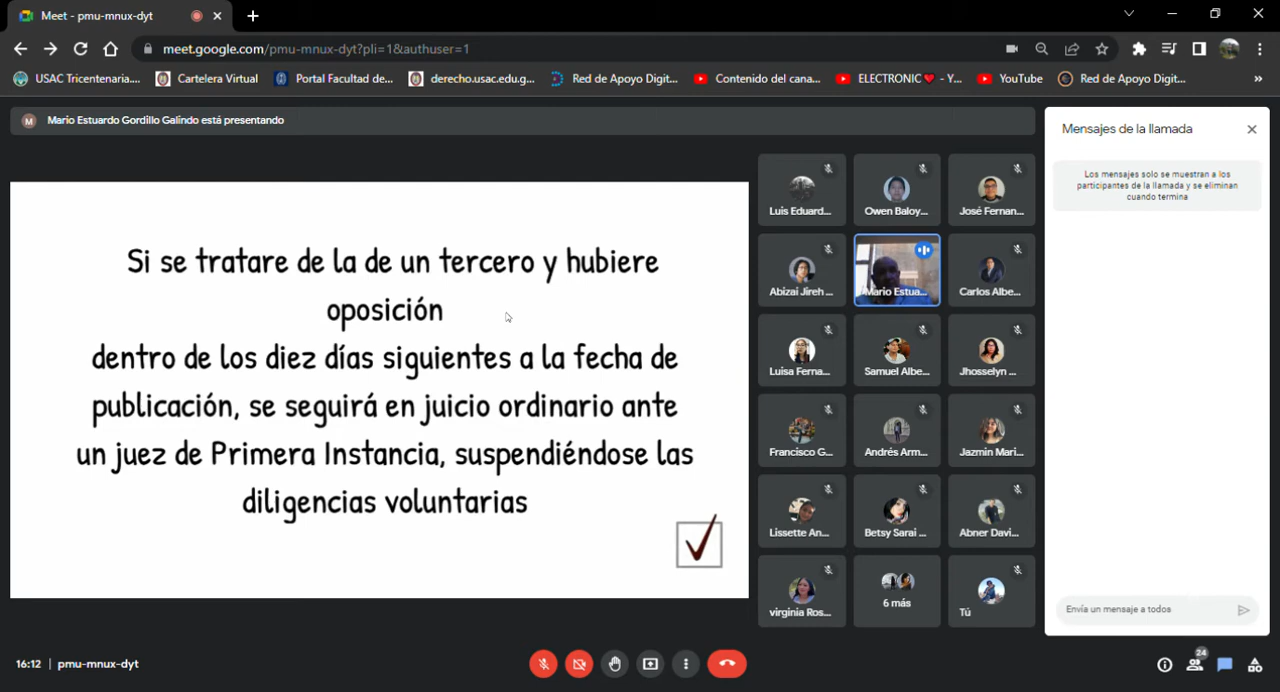 Meet - pmu-mnux-dyt
meet.google.com/pmu-mnux-dyt?pli=1&authuser=1
USAC Tricentenaria....
Cartelera Virtual
Portal Facultad de...
derecho.usac.edu.g...
Red de Apoyo Digit...
Contenido del cana...
ELECTRONIC❤ - Y...
YouTube
Red de Apoyo Digit...
»
M
Mario Estuardo Gordillo Galindo está presentando
Si se tratare de la de un tercero y hubiere
oposición
dentro de los diez días siguientes a la fecha de
publicación, se seguirá en juicio ordinario ante
un juez de Primera Instancia, suspendiéndose las
diligencias voluntarias
Luis Eduard...
Owen Baloy...
José Fernan...
Abizai Jireh ...
Mario Estua...
Carlos Albe...
Luisa Ferna...
Samuel Albe...
Jhosselyn ...
Francisco G...
Andrés Arm...
Jazmin Mari...
Lissette An...
Betsy Sarai ...
Abner Davi...
virginia Ros...
6 más
Tú
Mensajes de la llamada
Los mensajes solo se muestran a los
participantes de la llamada y se eliminan
cuando termina
Envía un mensaje a todos
16:12 | pmu-mnux-dyt
24